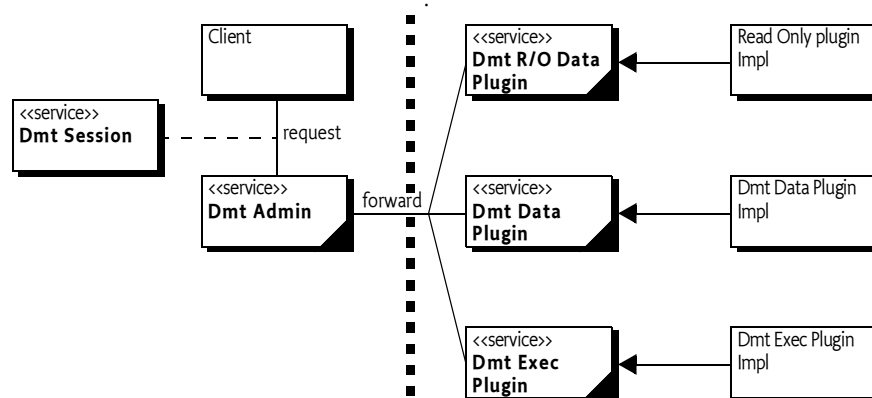 Client
<<service>>
Dmt R/O Data
Plugin
Read Only plugin
Impl
<<service>>
Dmt Session
request
<<service>>
Dmt Admin
forward
<<service>>
Dmt Data
Plugin
Dmt Data Plugin
Impl
<<service>>
Dmt Exec
Plugin
Dmt Exec Plugin
Impl